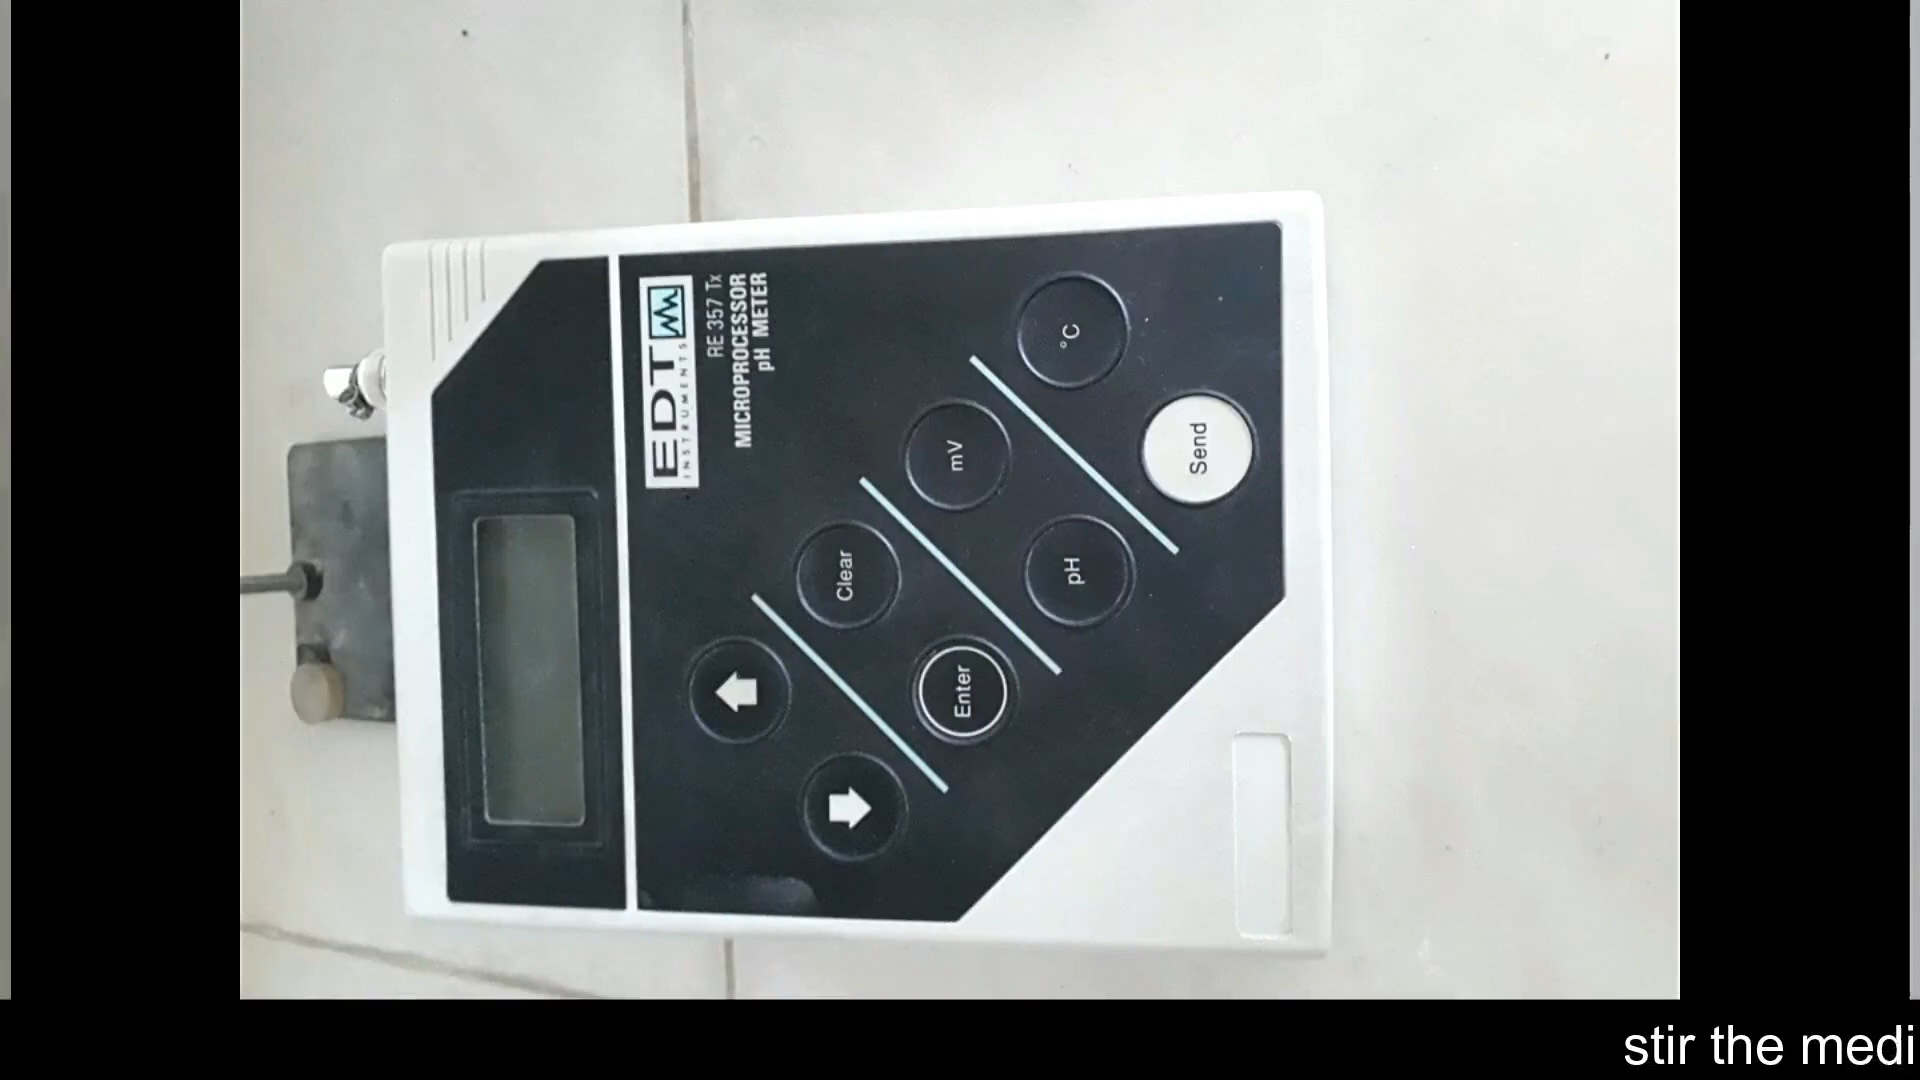 EDT
INSTRUMENTS
RE 357 Tx
MICROPROCESSOR
pH METER
Clear
mV
°C
Enter
pH
Send
stir the medi